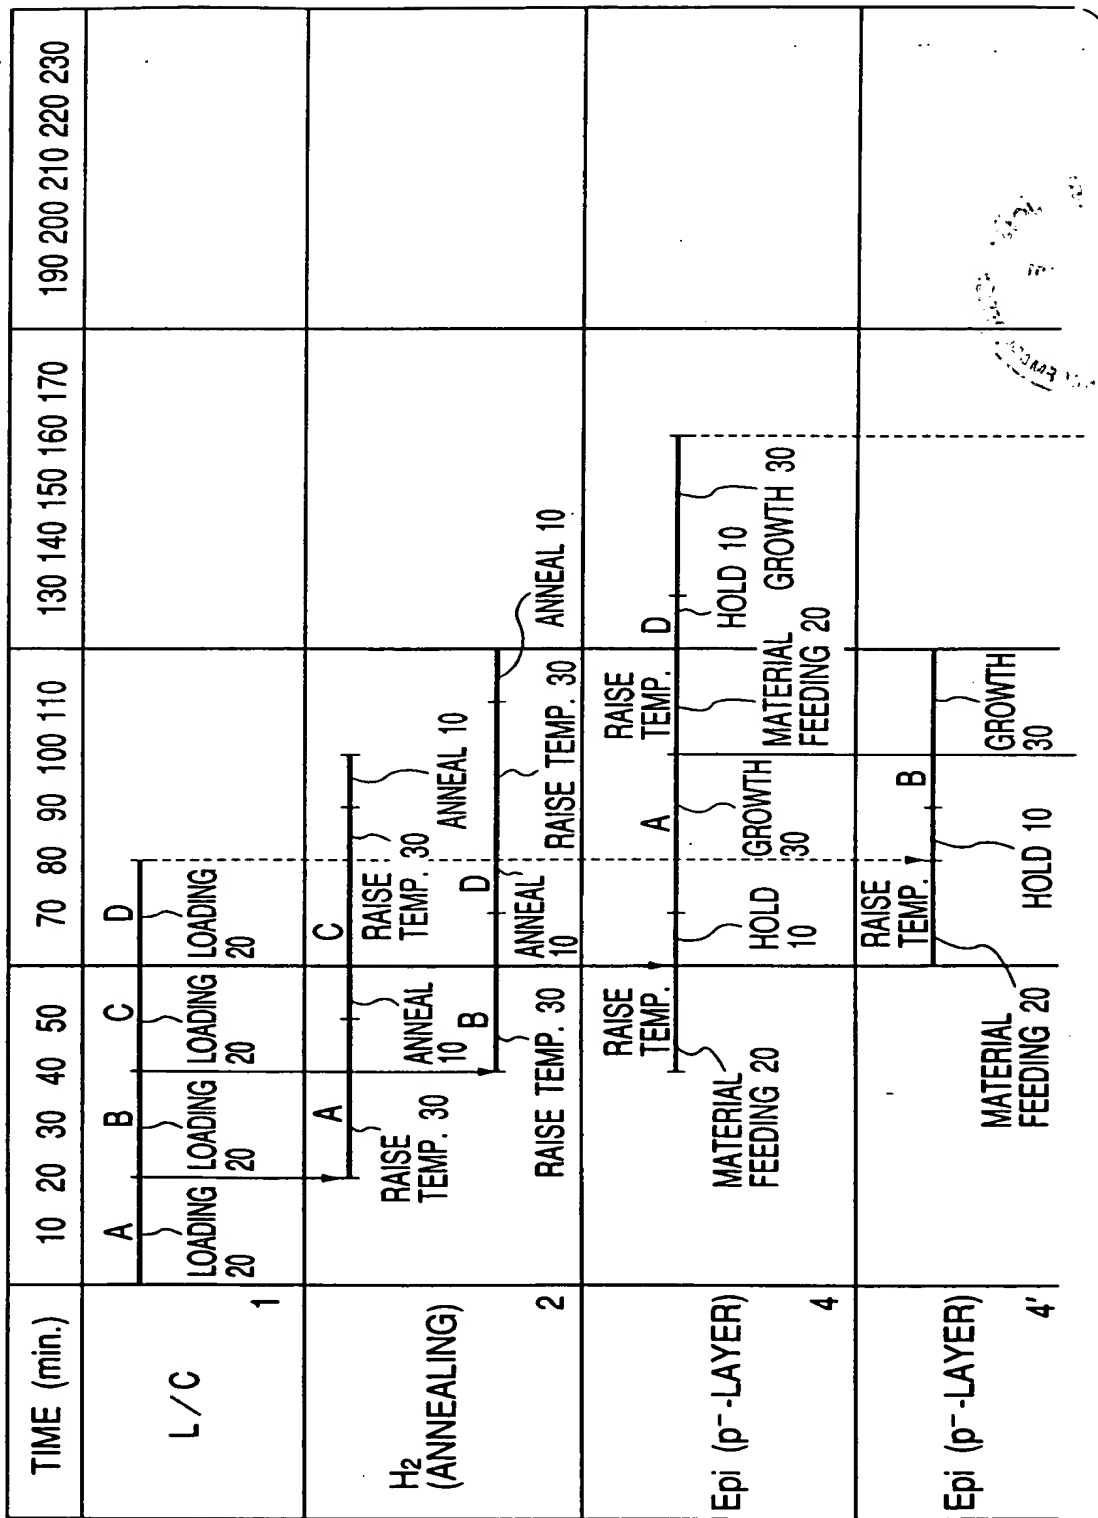 TIME (min.)
10 20 30 40 50 60 70 80 90 100 110
130 140 150 160 170
190 200 210 220 230
L/C
1
A
B
C
D
LOADING
20
LOADING
20
LOADING
20
LOADING
20
H2
(ANNEALING)
2
A
C
RAISE
TEMP. 30
ANNEAL
10
RAISE
TEMP. 30
ANNEAL 10
B
D
RAISE TEMP. 30
ANNEAL
10
RAISE TEMP. 30
ANNEAL 10
Epi (p⁻-LAYER)
4
RAISE
TEMP.
A
RAISE
TEMP.
D
MATERIAL
FEEDING 20
HOLD
10
GROWTH
30
MATERIAL
FEEDING 20
HOLD 10
GROWTH 30
Epi (p⁻-LAYER)
4'
RAISE
TEMP.
B
MATERIAL
FEEDING 20
HOLD 10
GROWTH
30